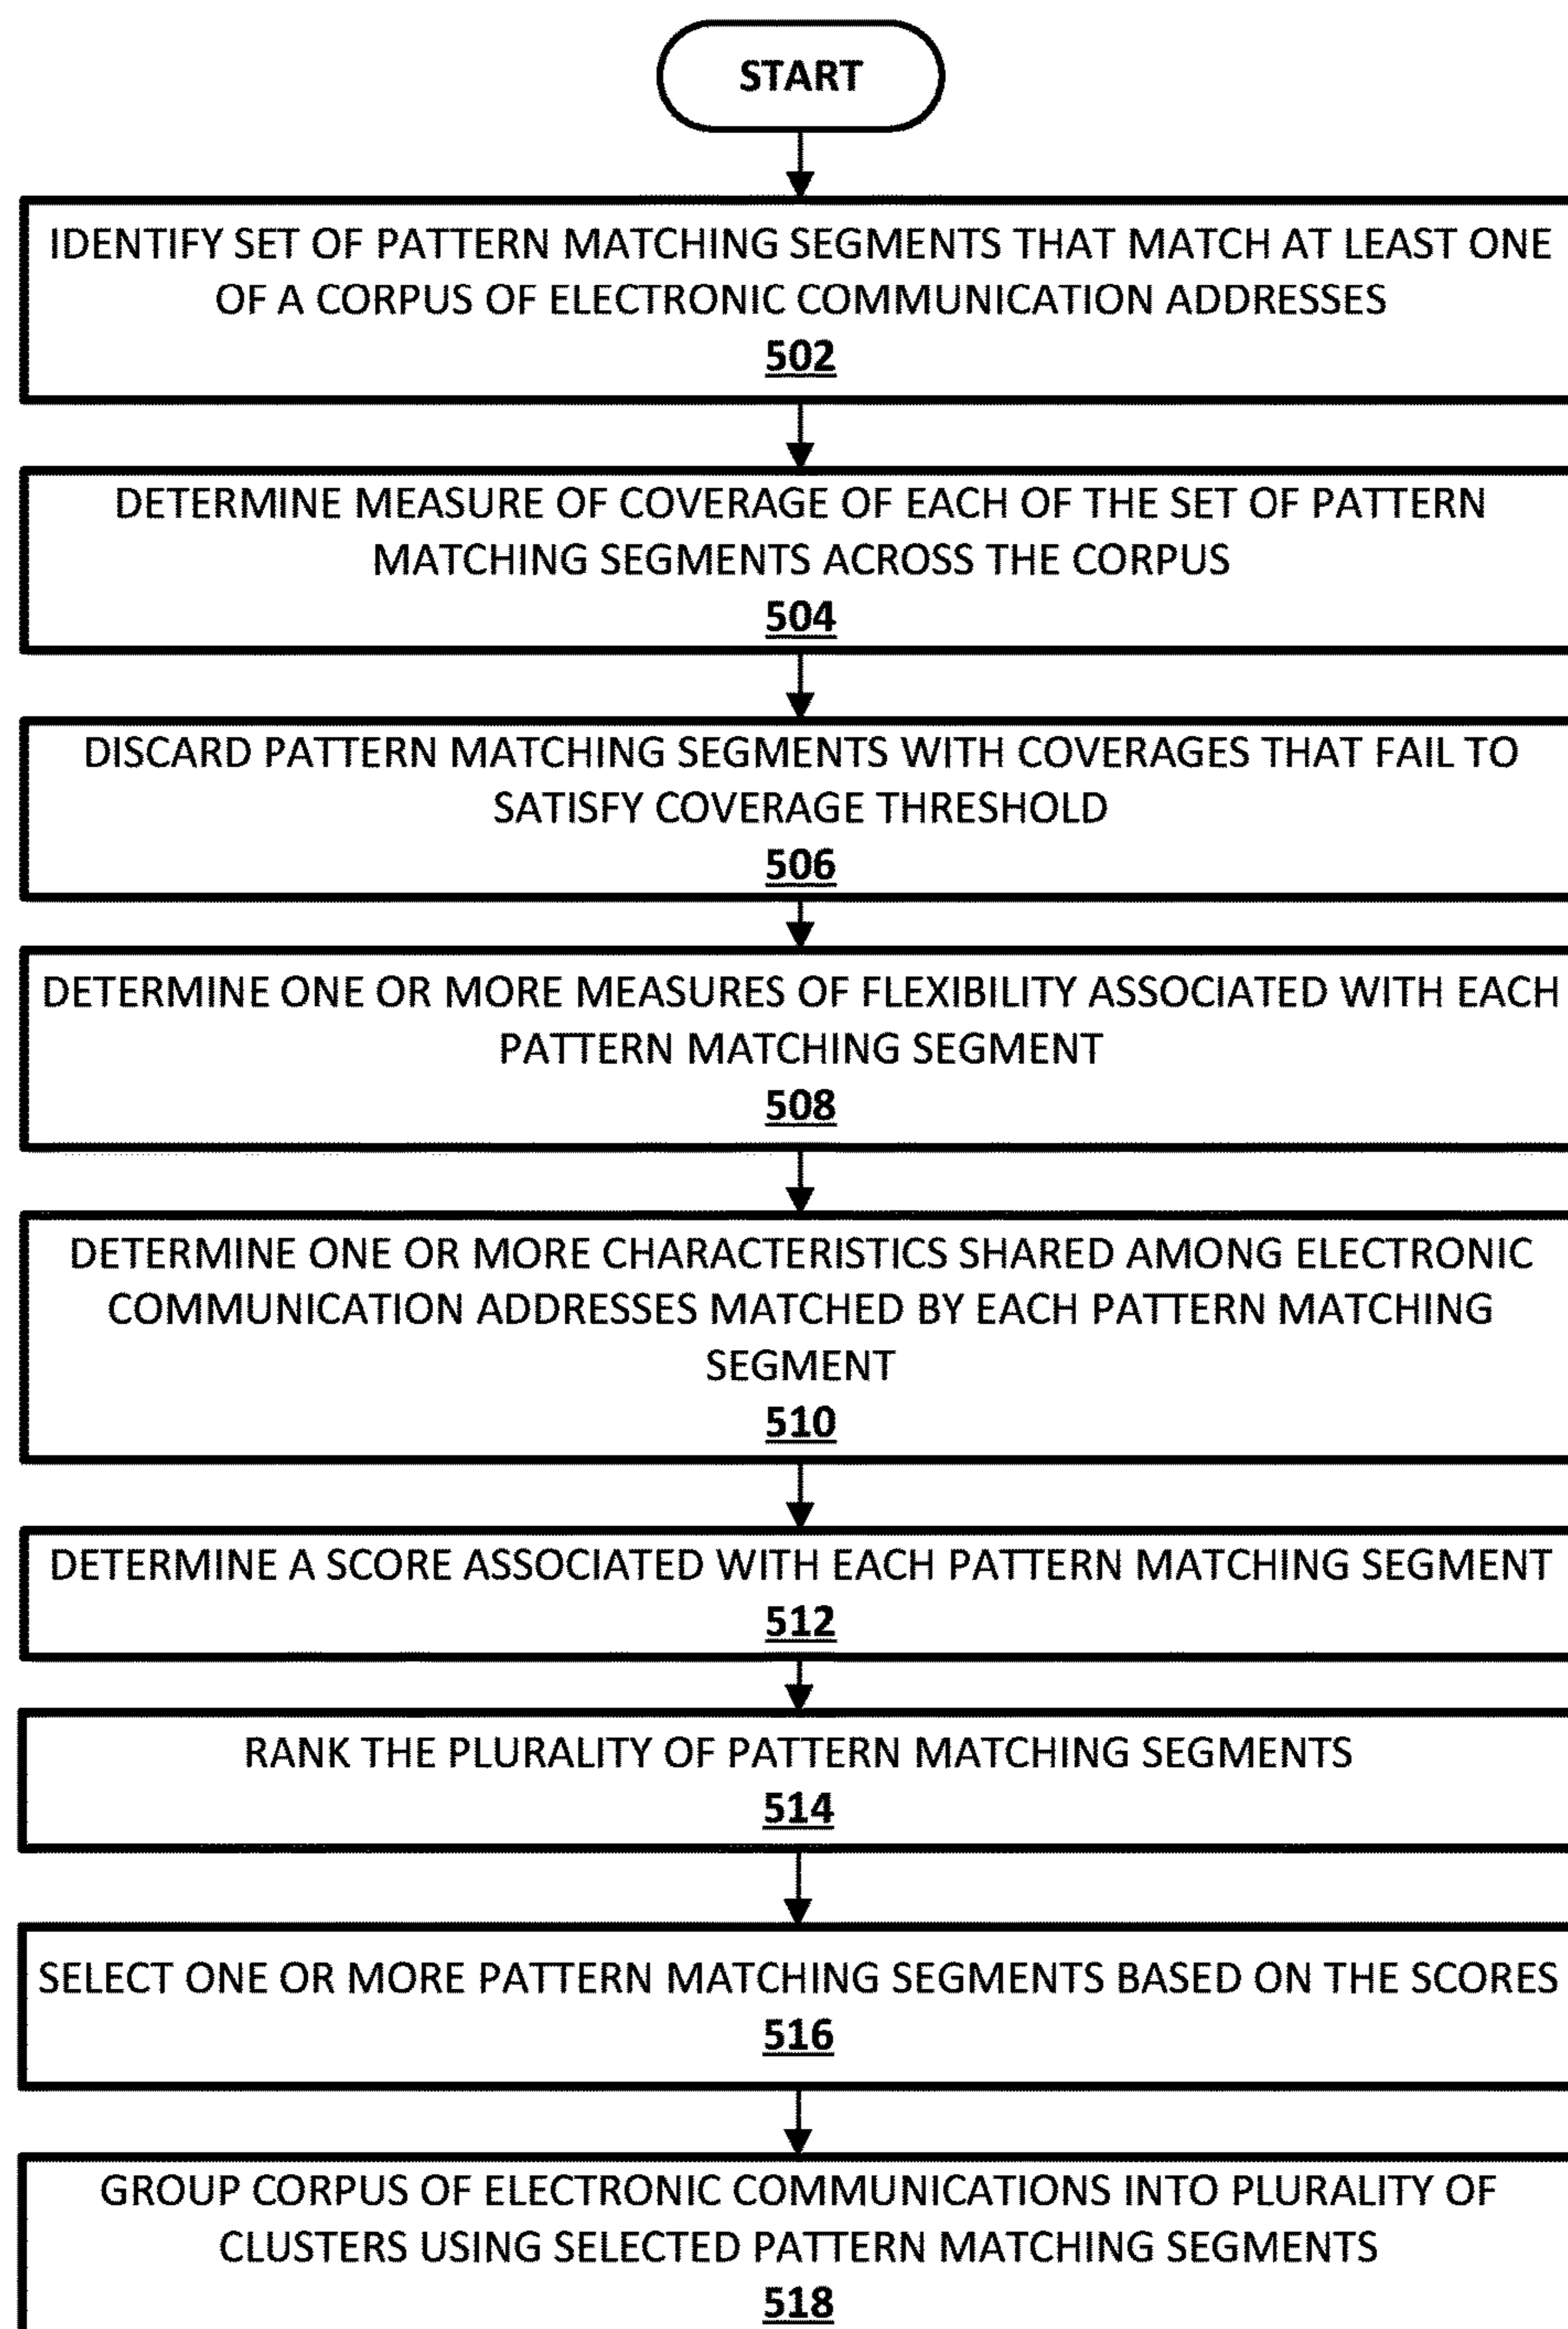 START
IDENTIFY SET OF PATTERN MATCHING SEGMENTS THAT MATCH AT LEAST ONE
OF A CORPUS OF ELECTRONIC COMMUNICATION ADDRESSES
502
DETERMINE MEASURE OF COVERAGE OF EACH OF THE SET OF PATTERN
MATCHING SEGMENTS ACROSS THE CORPUS
504
DISCARD PATTERN MATCHING SEGMENTS WITH COVERAGES THAT FAIL TO
SATISFY COVERAGE THRESHOLD
506
DETERMINE ONE OR MORE MEASURES OF FLEXIBILITY ASSOCIATED WITH EACH
PATTERN MATCHING SEGMENT
508
DETERMINE ONE OR MORE CHARACTERISTICS SHARED AMONG ELECTRONIC
COMMUNICATION ADDRESSES MATCHED BY EACH PATTERN MATCHING
SEGMENT
510
DETERMINE A SCORE ASSOCIATED WITH EACH PATTERN MATCHING SEGMENT
512
RANK THE PLURALITY OF PATTERN MATCHING SEGMENTS
514
SELECT ONE OR MORE PATTERN MATCHING SEGMENTS BASED ON THE SCORES
516
GROUP CORPUS OF ELECTRONIC COMMUNICATIONS INTO PLURALITY OF
CLUSTERS USING SELECTED PATTERN MATCHING SEGMENTS
518